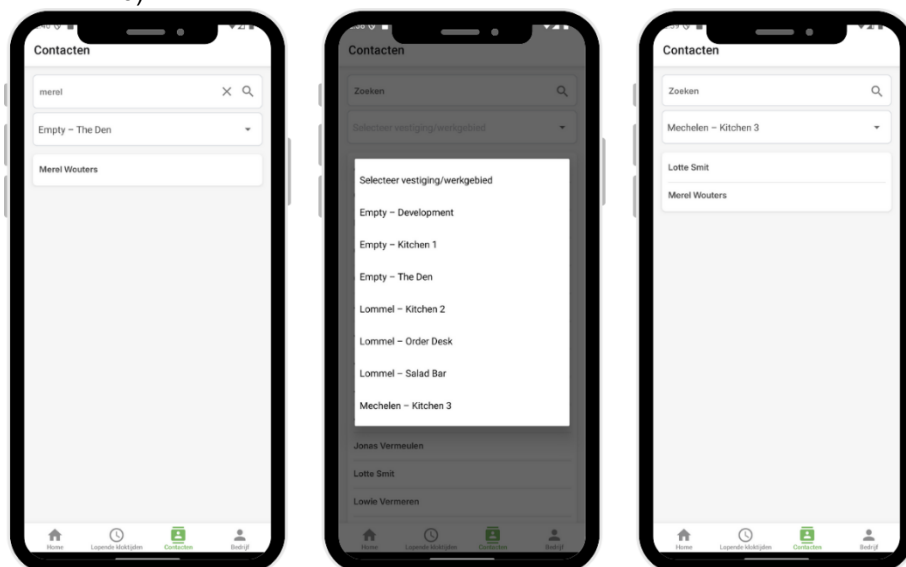 Contacten
merel
Empty – The Den
Merel Wouters
Home
Lopende kloktijden
Contacten
Bedrijf
Contacten
Zoeken
Selecteer vestiging/werkgebied
Selecteer vestiging/werkgebied
Empty – Development
Empty – Kitchen 1
Empty – The Den
Lommel – Kitchen 2
Lommel – Order Desk
Lommel – Salad Bar
Mechelen – Kitchen 3
Jonas Vermeulen
Lotte Smit
Lowie Vermeren
Home
Lopende kloktijden
Contacten
Bedrijf
Contacten
Zoeken
Mechelen – Kitchen 3
Lotte Smit
Merel Wouters
Home
Lopende kloktijden
Contacten
Bedrijf